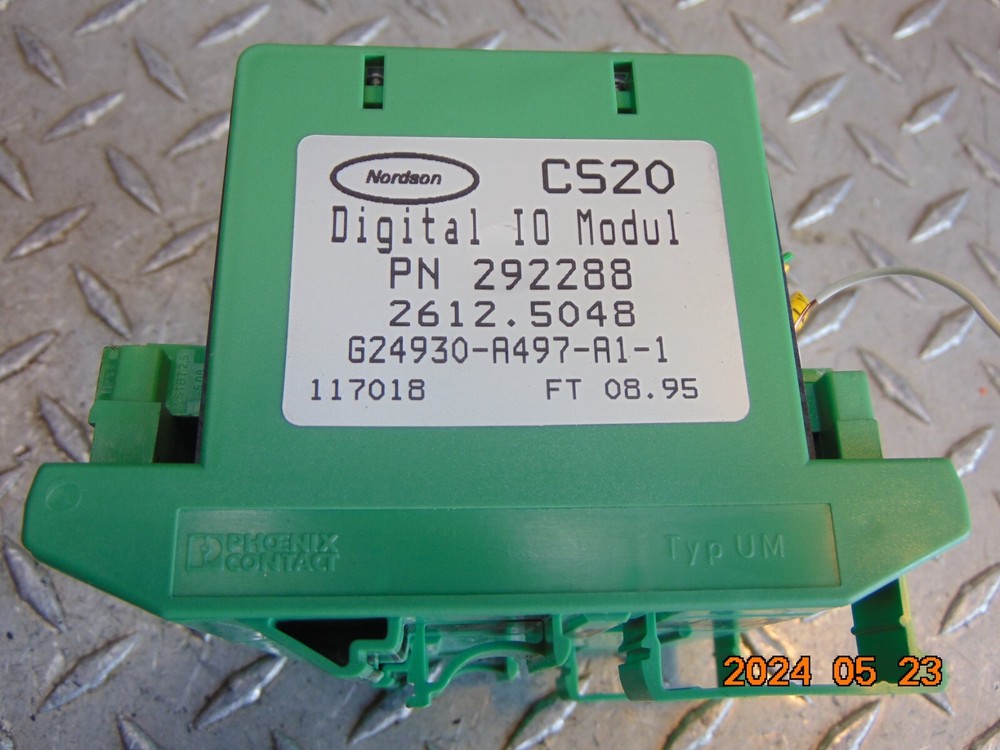 Nordson
CS20
Digital IO Modul
PN 292288
2612.5048
G24930-A497-A1-1
117018 FT 08.95
PHŒNIX
CONTACT
Typ UM
2024 05 23